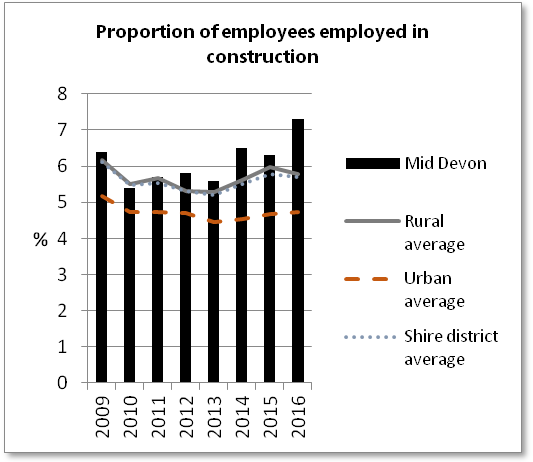 Proportion of employees employed in
construction
8
7
6
5
4
3
2
1
0
%
2009
2010
2011
2012
2013
2014
2015
2016
Mid Devon
Rural
average
Urban
average
Shire district
average